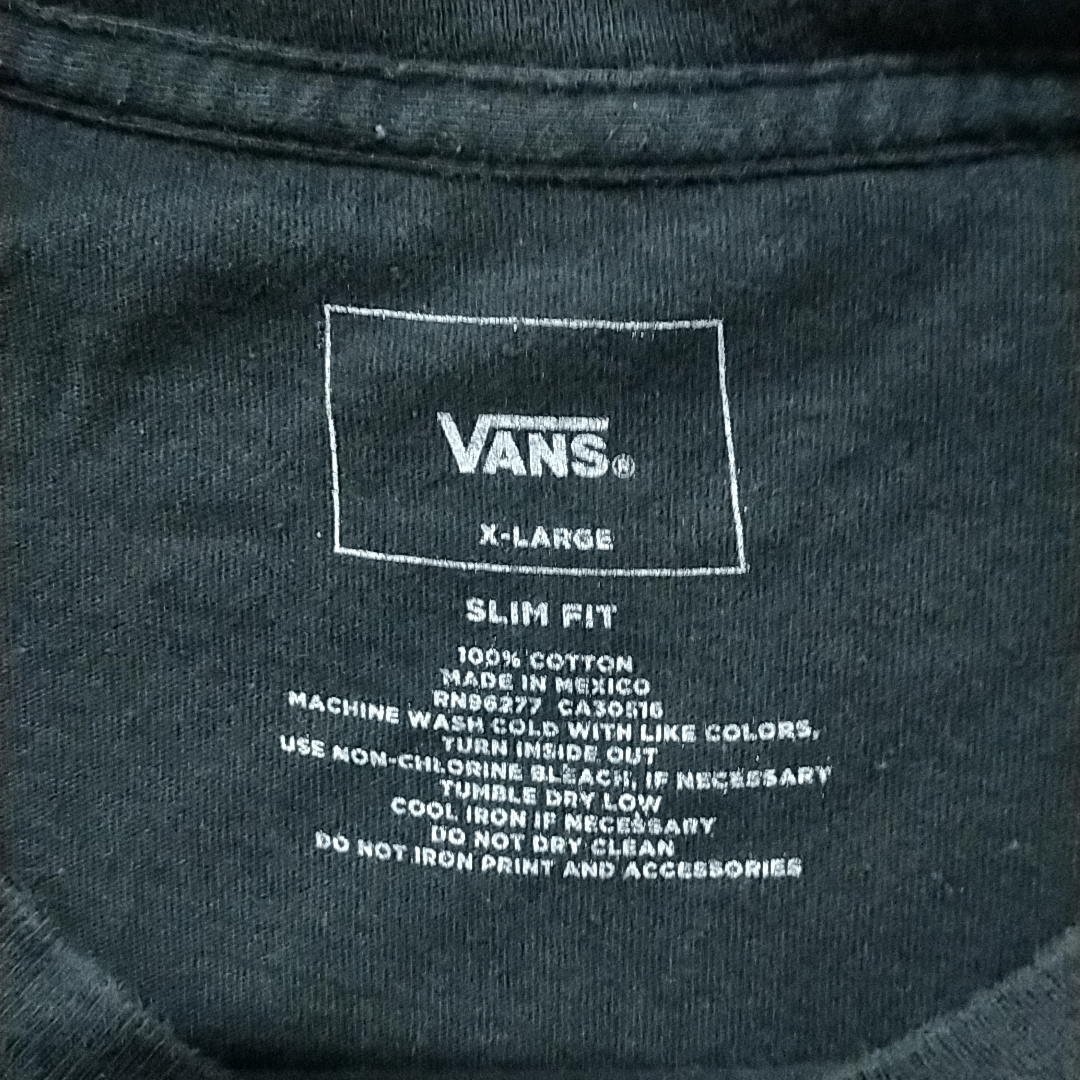 VANS®
X-LARGE
SLIM FIT
100% COTTON
MADE IN MEXICO
RN96277 CA30516
MACHINE WASH COLD WITH LIKE COLORS,
TURN INSIDE OUT
USE NON-CHLORINE BLEACH, IF NECESSARY
TUMBLE DRY LOW
COOL IRON IF NECESSARY
DO NOT DRY CLEAN
DO NOT IRON PRINT AND ACCESSORIES